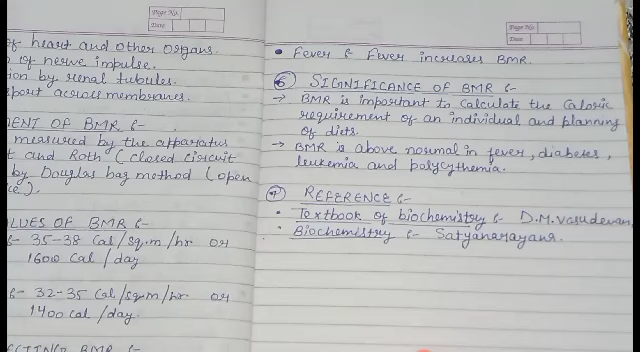 Page No.
Date
of heart and other Organs.
of nerve impulse.
tion by renal tubules.
sport across membranes.
MENT OF BMR :-
measured by the apparatus
t and Roth (closed circuit
by Douglas bag method (open
ce).
LUES OF BMR :-
:- 35-38 Cal/sq.m/hr. or
1600 Cal/day
:- 32-35 Cal/sq.m/hr. or
1400 Cal/day.
ECTING BMR :-
Page No.
Date
• Fever :- Fever increases BMR.
⑥ SIGNIFICANCE OF BMR :-
→ BMR is important to calculate the Caloric
requirement of an individual and planning
of diets.
→ BMR is above normal in fever, diabetes,
leukemia and polycythemia.
⑦ REFERENCE :-
• Textbook of biochemistry :- D.M. Vasudevan
• Biochemistry :- Satyanarayana.